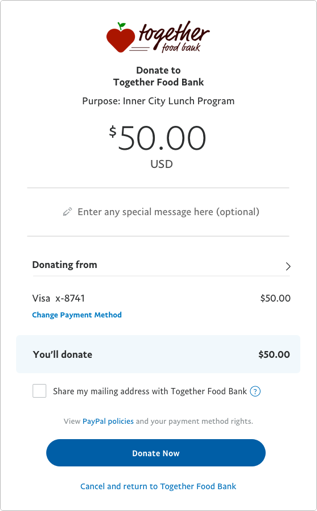 together
food bank
Donate to
Together Food Bank
Purpose: Inner City Lunch Program
$50.00
USD
Enter any special message here (optional)
Donating from
Visa x-8741 $50.00
Change Payment Method
You'll donate $50.00
Share my mailing address with Together Food Bank ?
View PayPal policies and your payment method rights.
Donate Now
Cancel and return to Together Food Bank